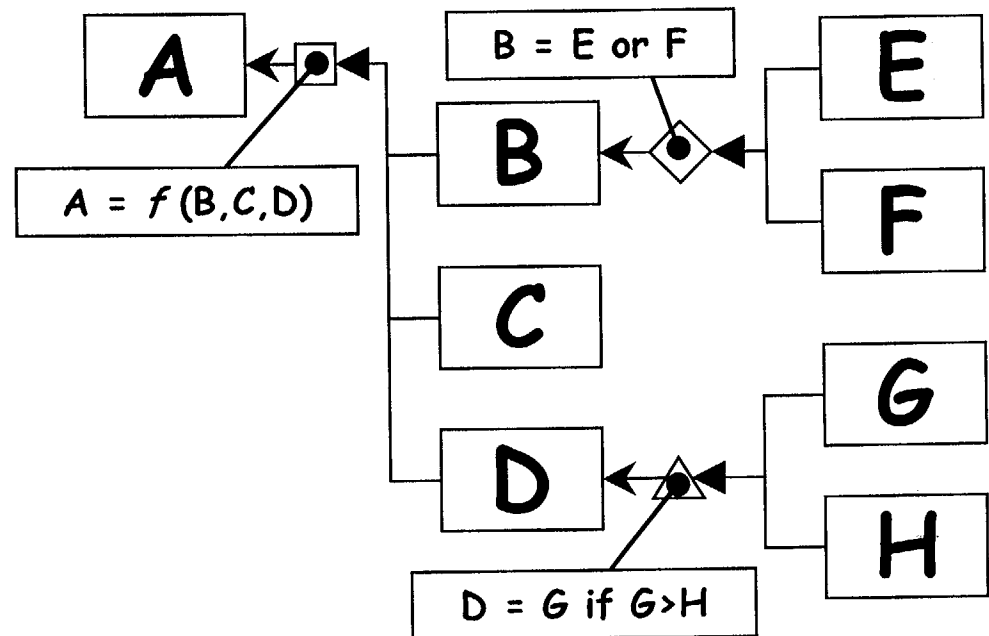 A
B = E or F
E
B
A = f (B,C,D)
F
C
G
D
H
D = G if G>H